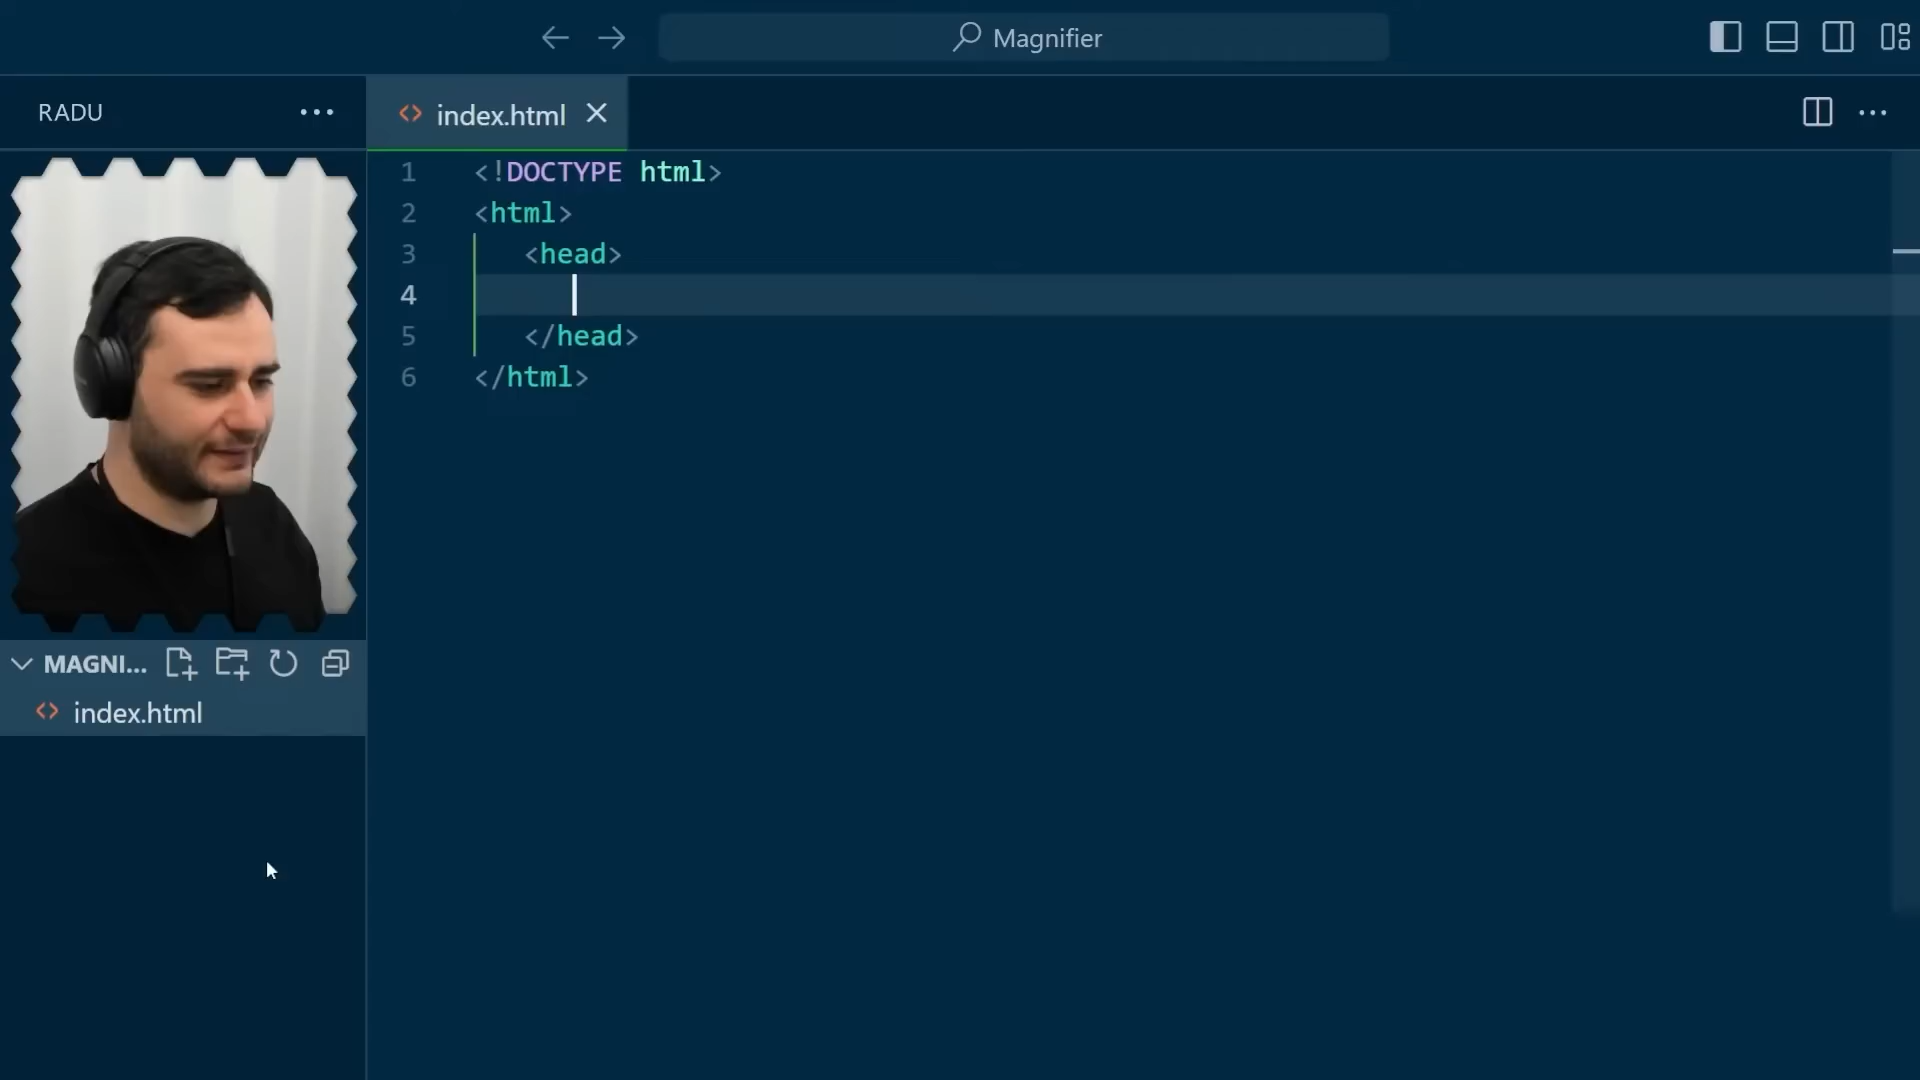 Magnifier
RADU
index.html
1 <!DOCTYPE html>
2 <html>
3 <head>
4
5 </head>
6 </html>
MAGNI...
index.html